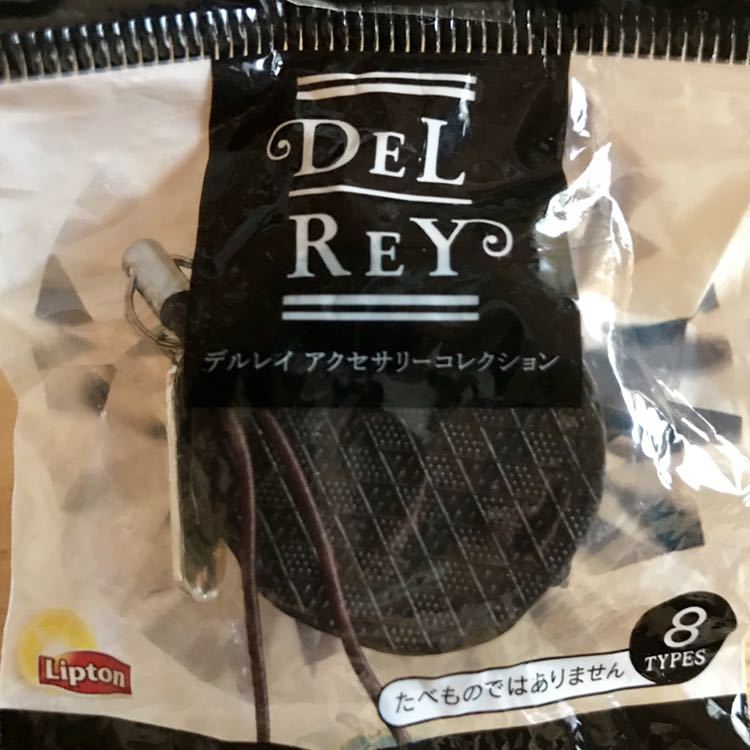 DEL
REY
デルレイ アクセサリーコレクション
8
TYPES
たべものではありません
Lipton